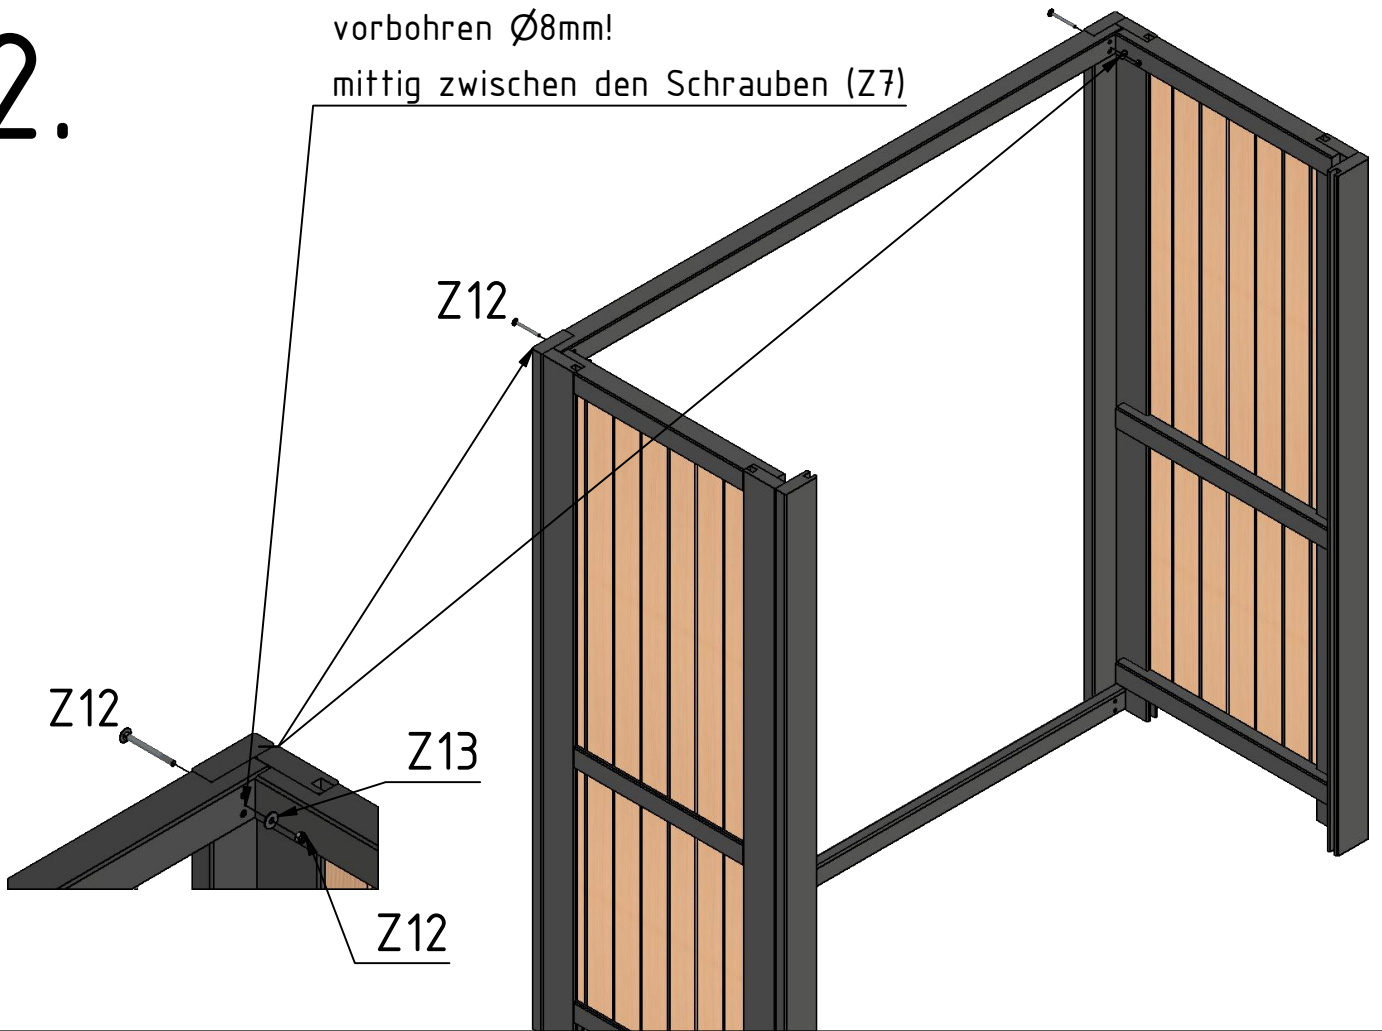 2.
vorbohren Ø8mm!
mittig zwischen den Schrauben (Z7)
Z12
Z12
Z13
Z12